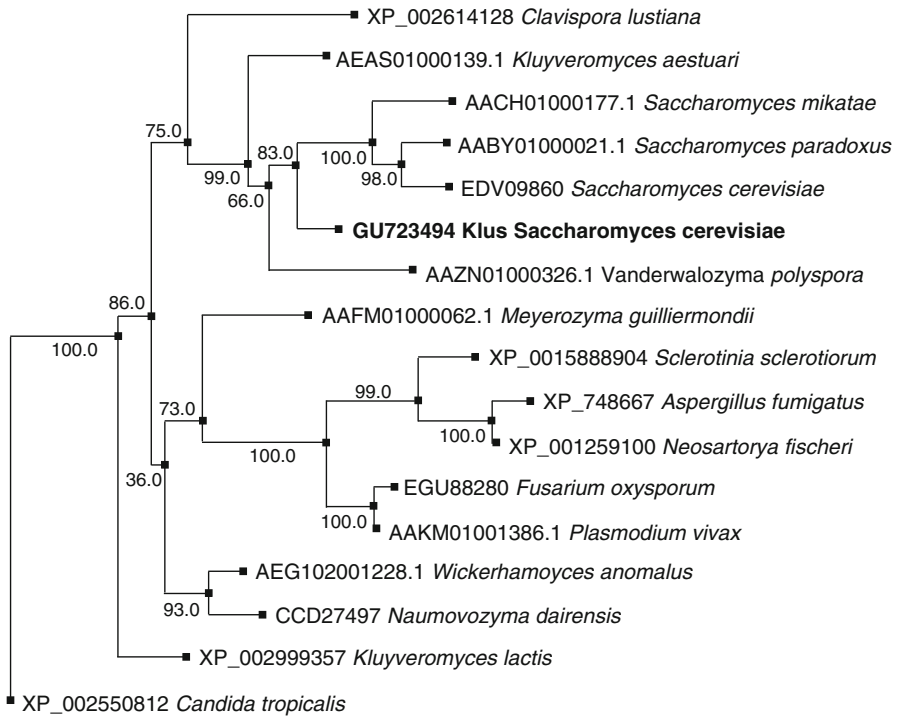 XP_002614128 Clavispora lustiana
AEAS01000139.1 Kluyveromyces aestuari
AACH01000177.1 Saccharomyces mikatae
75.0
83.0
100.0
AABY01000021.1 Saccharomyces paradoxus
99.0
98.0
EDV09860 Saccharomyces cerevisiae
66.0
GU723494 Klus Saccharomyces cerevisiae
AAZN01000326.1 Vanderwalozyma polyspora
86.0
AAFM01000062.1 Meyerozyma guilliermondii
100.0
XP_0015888904 Sclerotinia sclerotiorum
99.0
XP_748667 Aspergillus fumigatus
73.0
100.0
100.0
XP_001259100 Neosartorya fischeri
36.0
EGU88280 Fusarium oxysporum
100.0
AAKM01001386.1 Plasmodium vivax
AEG102001228.1 Wickerhamoyces anomalus
93.0
CCD27497 Naumovozyma dairensis
XP_002999357 Kluyveromyces lactis
XP_002550812 Candida tropicalis